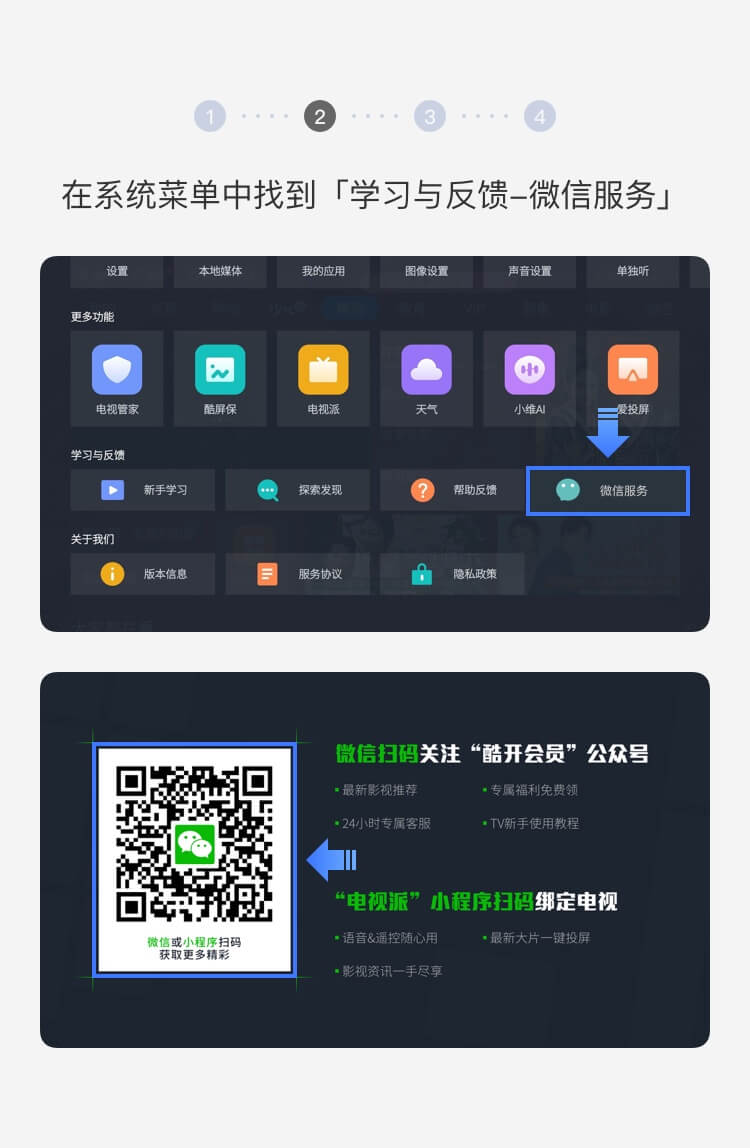 1 2 3 4
在系统菜单中找到「学习与反馈-微信服务」
设置 本地媒体 我的应用 图像设置 声音设置 单独听
更多功能
电视管家 酷屏保 电视派 天气 小维AI 爱投屏
学习与反馈
新手学习 探索发现 帮助反馈 微信服务
关于我们
版本信息 服务协议 隐私政策
微信扫码关注“酷开会员”公众号
最新影视推荐 专属福利免费领
24小时专属客服 TV新手使用教程
“电视派”小程序扫码绑定电视
语音&遥控随心用 最新大片一键投屏
影视资讯一手尽享
微信或小程序扫码
获取更多精彩